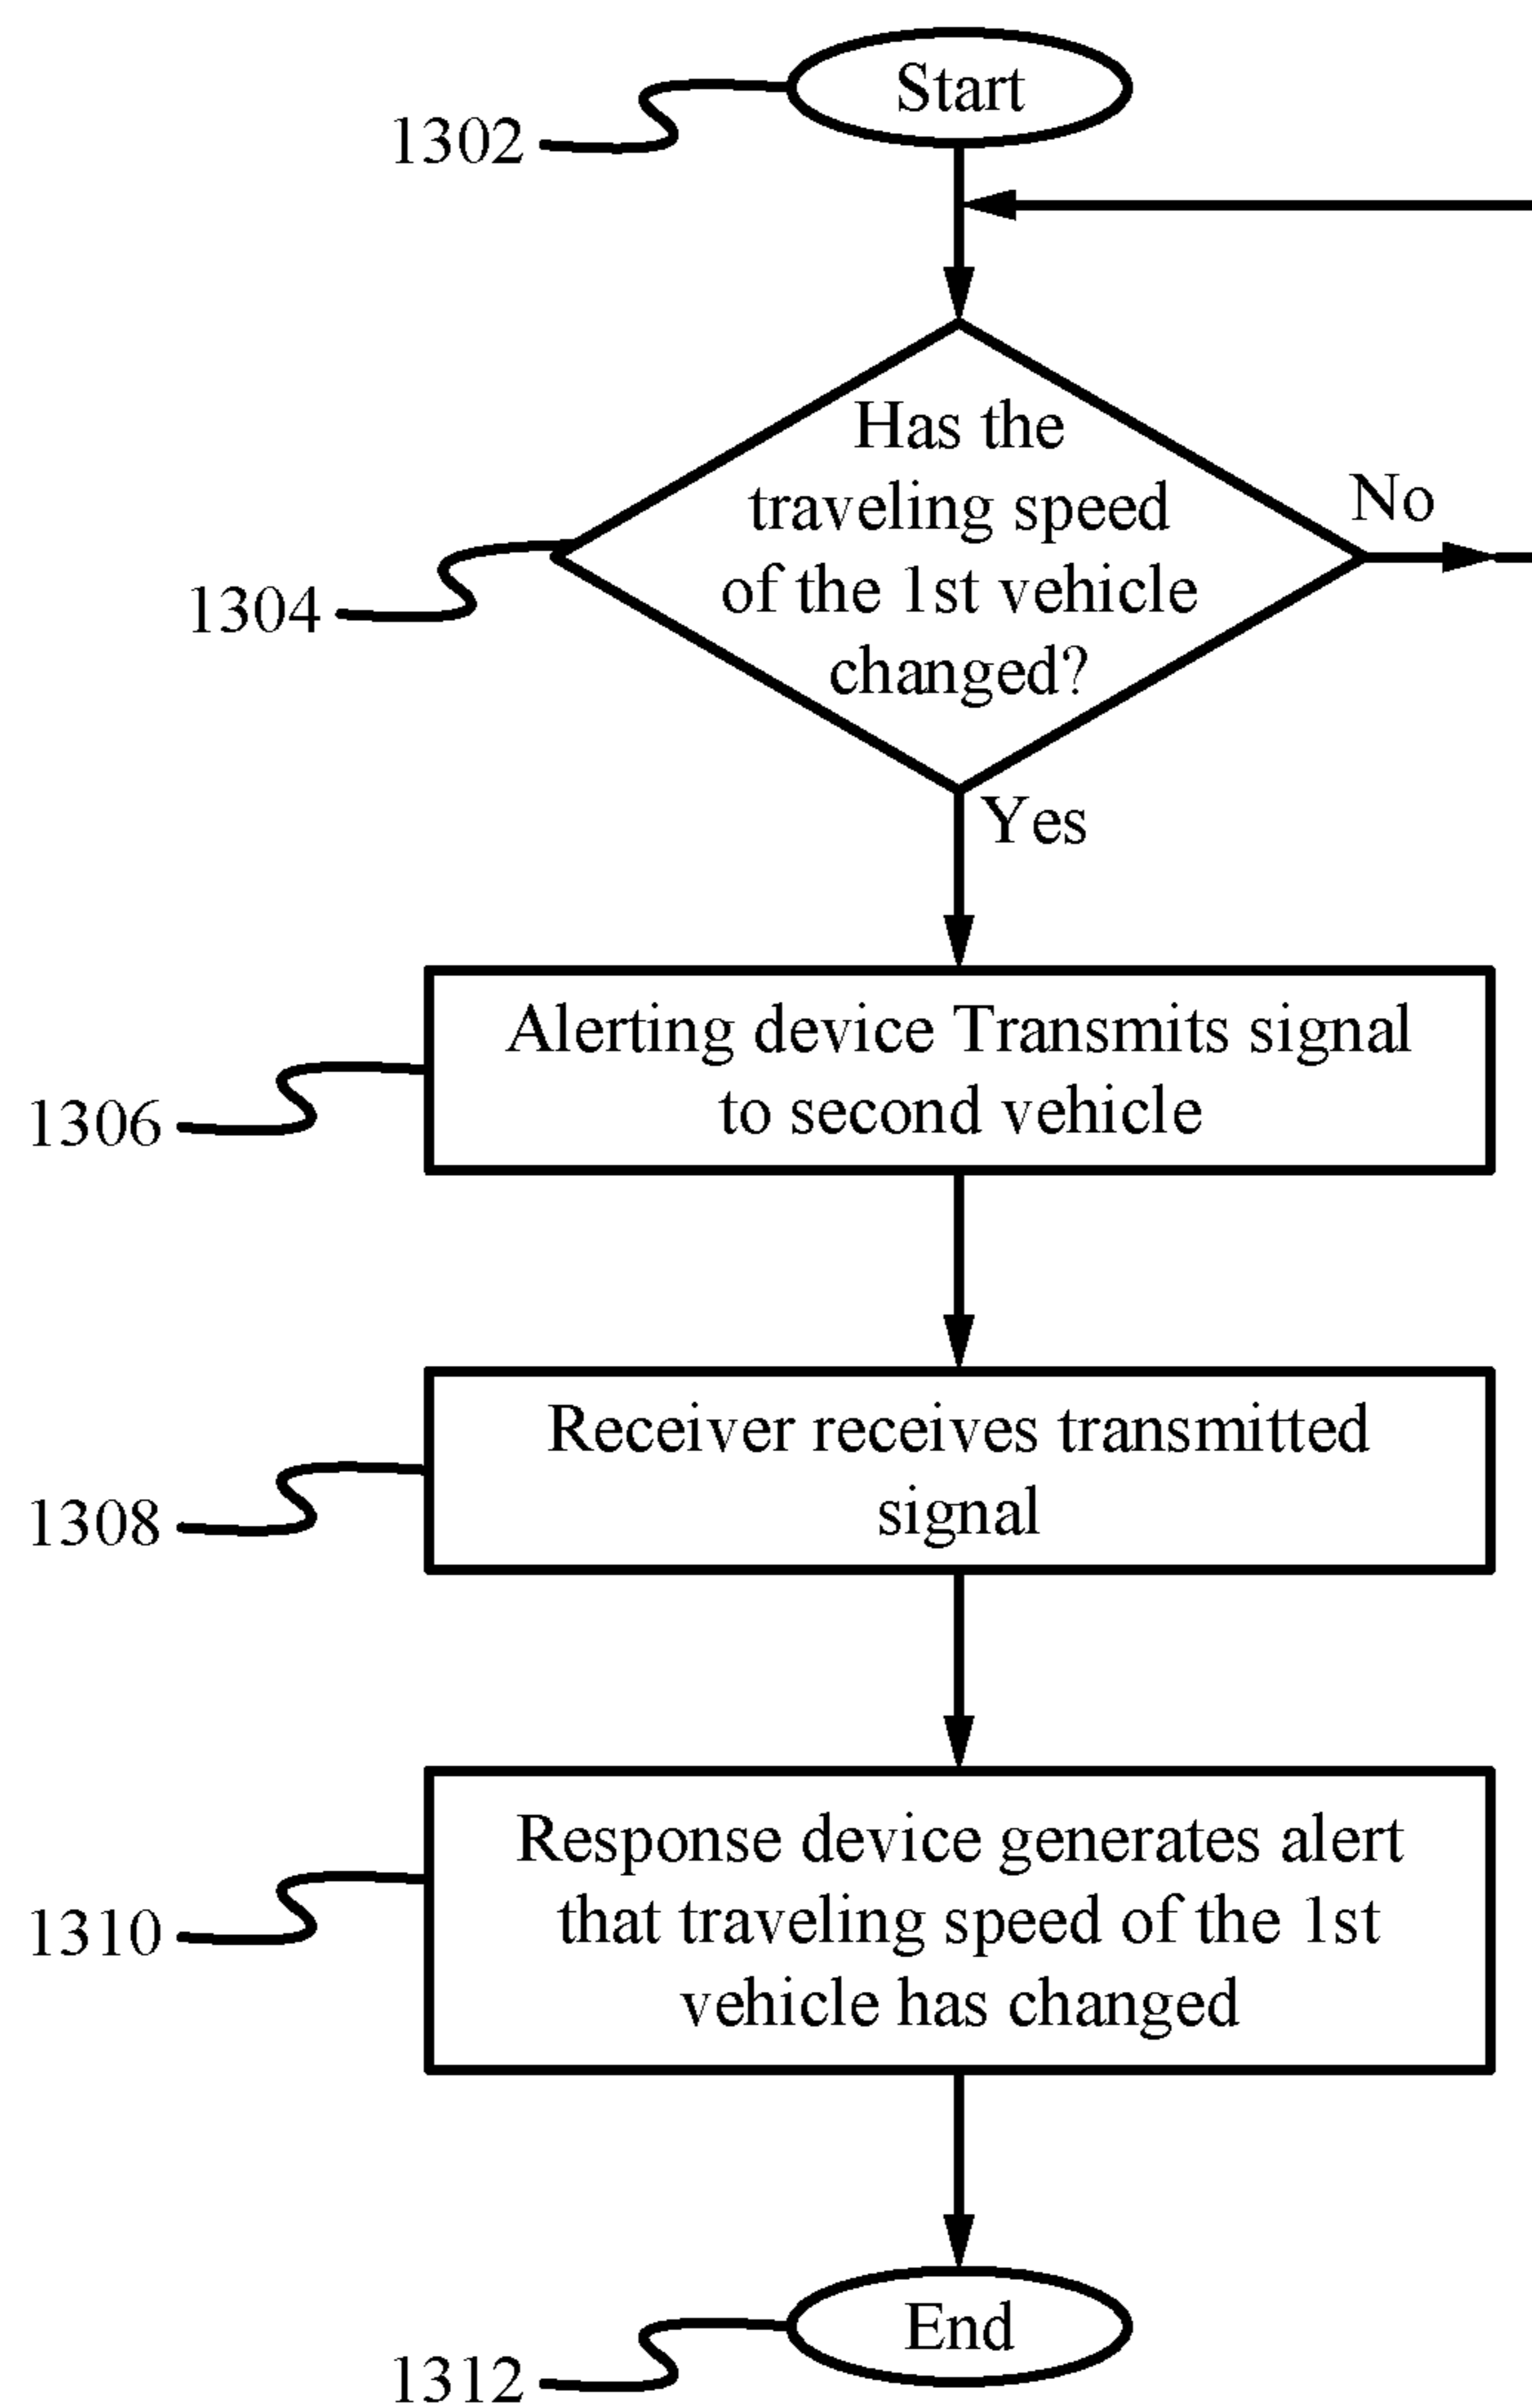 Start
1302
Has the
traveling speed
of the 1st vehicle
changed?
No
1304
Yes
Alerting device Transmits signal
to second vehicle
1306
Receiver receives transmitted
signal
1308
Response device generates alert
that traveling speed of the 1st
vehicle has changed
1310
End
1312